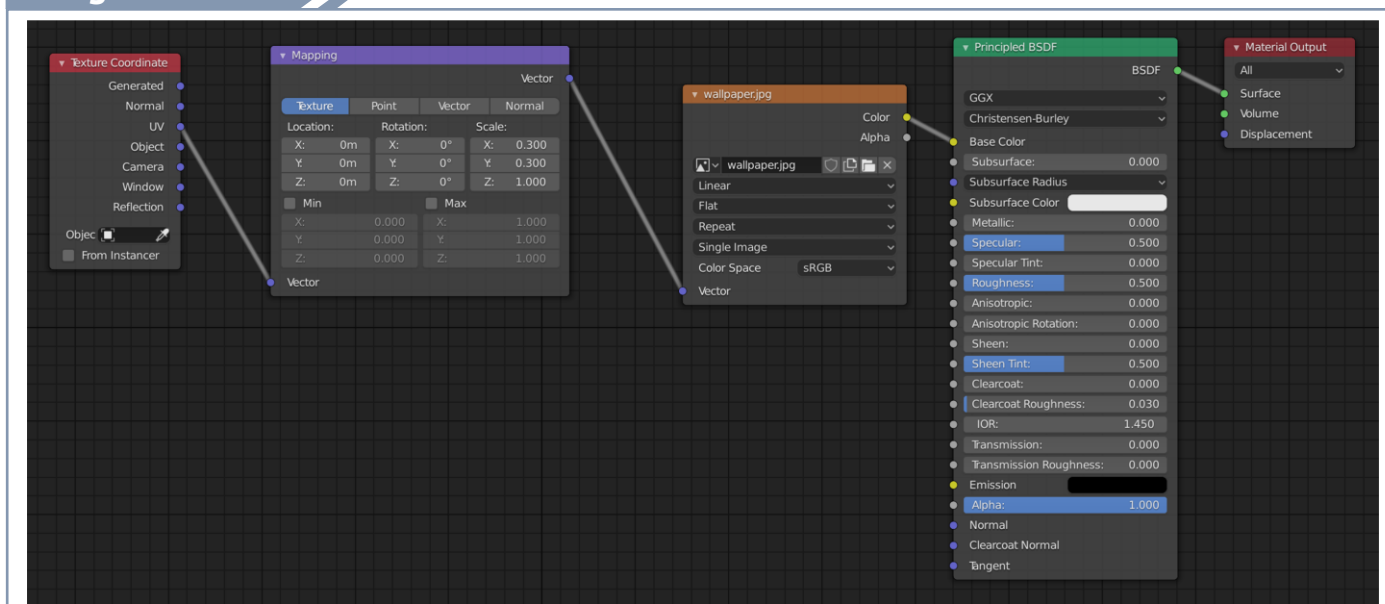 Texture Coordinate
Generated
Normal
UV
Object
Camera
Window
Reflection
Objec
From Instancer
Mapping
Vector
Texture Point Vector Normal
Location: Rotation: Scale:
X: 0m X: 0° X: 0.300
Y: 0m Y: 0° Y: 0.300
Z: 0m Z: 0° Z: 1.000
Min Max
X: 0.000 X: 1.000
Y: 0.000 Y: 1.000
Z: 0.000 Z: 1.000
Vector
wallpaper.jpg
Color
Alpha
wallpaper.jpg
Linear
Flat
Repeat
Single Image
Color Space sRGB
Vector
Principled BSDF
BSDF
GGX
Christensen-Burley
Base Color
Subsurface: 0.000
Subsurface Radius
Subsurface Color
Metallic: 0.000
Specular: 0.500
Specular Tint: 0.000
Roughness: 0.500
Anisotropic: 0.000
Anisotropic Rotation: 0.000
Sheen: 0.000
Sheen Tint: 0.500
Clearcoat: 0.000
Clearcoat Roughness: 0.030
IOR: 1.450
Transmission: 0.000
Transmission Roughness: 0.000
Emission
Alpha: 1.000
Normal
Clearcoat Normal
Tangent
Material Output
All
Surface
Volume
Displacement